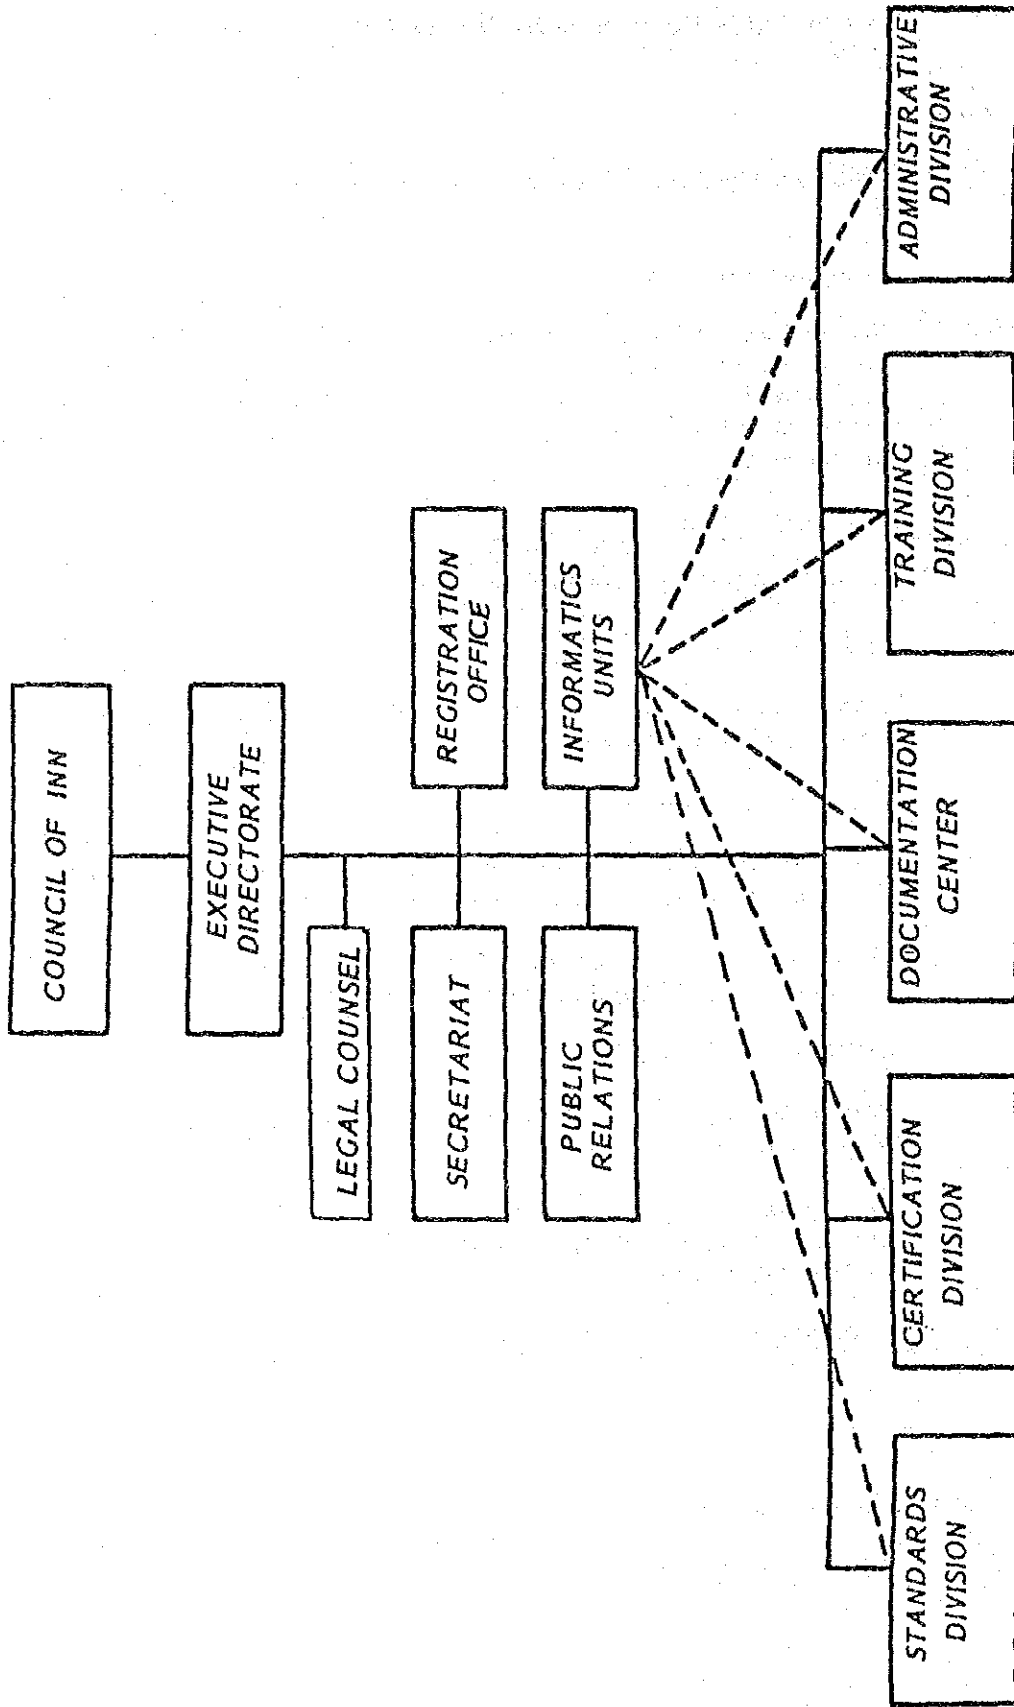 COUNCIL OF INN
EXECUTIVE
DIRECTORATE
LEGAL COUNSEL
SECRETARIAT
REGISTRATION
OFFICE
PUBLIC
RELATIONS
INFORMATICS
UNITS
STANDARDS
DIVISION
CERTIFICATION
DIVISION
DOCUMENTATION
CENTER
TRAINING
DIVISION
ADMINISTRATIVE
DIVISION